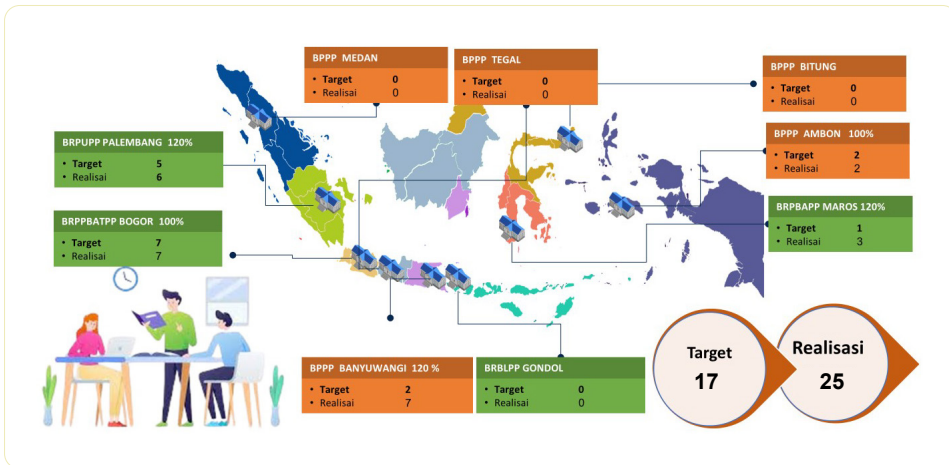 BPPP MEDAN
• Target 0
• Realisai 0
BPPP TEGAL
• Target 0
• Realisai 0
BPPP BITUNG
• Target 0
• Realisai 0
BRPUPP PALEMBANG 120%
• Target 5
• Realisai 6
BPPP AMBON 100%
• Target 2
• Realisai 2
BRPPBATPP BOGOR 100%
• Target 7
• Realisai 7
BRPBAPP MAROS 120%
• Target 1
• Realisai 3
BPPP BANYUWANGI 120 %
• Target 2
• Realisai 7
BRBLPP GONDOL
• Target 0
• Realisai 0
Target
17
Realisasi
25